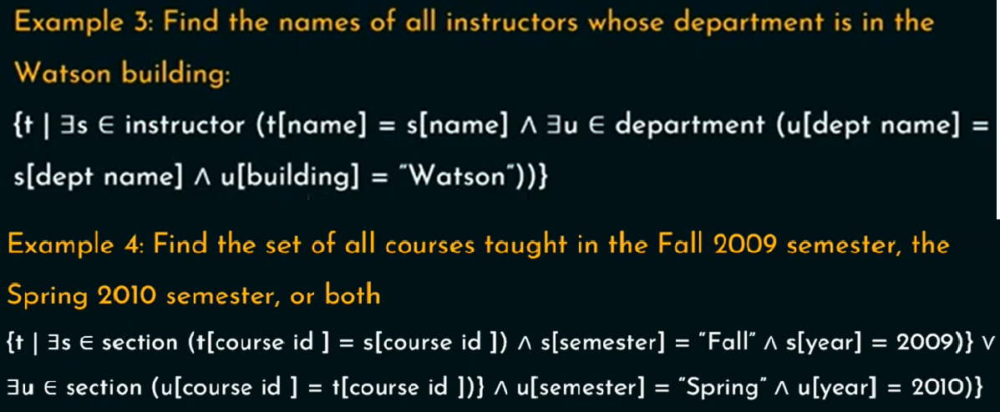 Example 3: Find the names of all instructors whose department is in the
Watson building:
{t | ∃s ∈ instructor (t[name] = s[name] ∧ ∃u ∈ department (u[dept name] =
s[dept name] ∧ u[building] = “Watson”))}
Example 4: Find the set of all courses taught in the Fall 2009 semester, the
Spring 2010 semester, or both
{t | ∃s ∈ section (t[course id ] = s[course id ]) ∧ s[semester] = “Fall” ∧ s[year] = 2009)} ∨
∃u ∈ section (u[course id ] = t[course id ])} ∧ u[semester] = “Spring” ∧ u[year] = 2010)}